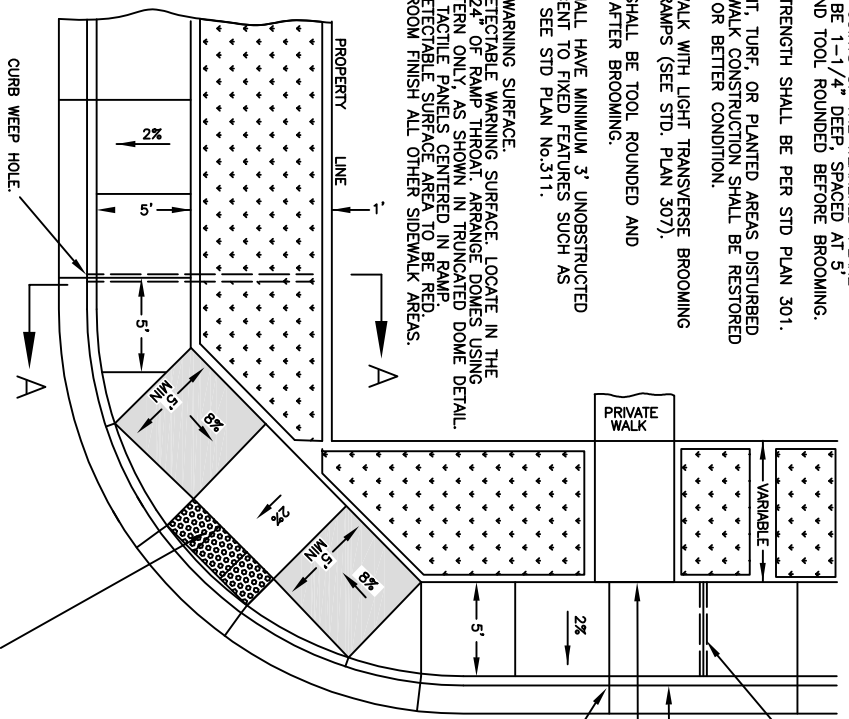 BE 1-1/4" DEEP, SPACED AT 5'
ND TOOL ROUNDED BEFORE BROOMING.
TRENGTH SHALL BE PER STD PLAN 301.
T, TURF, OR PLANTED AREAS DISTURBED
WALK CONSTRUCTION SHALL BE RESTORED
OR BETTER CONDITION.
ALK WITH LIGHT TRANSVERSE BROOMING
RAMPS (SEE STD. PLAN 307).
SHALL BE TOOL ROUNDED AND
AFTER BROOMING.
ALL HAVE MINIMUM 3' UNOBSTRUCTED
ENT TO FIXED FEATURES SUCH AS
SEE STD PLAN No.311.
WARNING SURFACE.
ETECTABLE WARNING SURFACE. LOCATE IN THE
24" OF RAMP THROAT. ARRANGE DOMES USING
TERN ONLY, AS SHOWN IN TRUNCATED DOME DETAIL.
TACTILE PANELS CENTERED IN RAMP.
ETECTABLE SURFACE AREA TO BE RED.
ROOM FINISH ALL OTHER SIDEWALK AREAS.
PROPERTY LINE
1'
2%
5'
5'
CURB WEEP HOLE.
A
A
5'
MIN
8%
2%
5'
MIN
8%
PRIVATE
WALK
VARIABLE
5'
2%